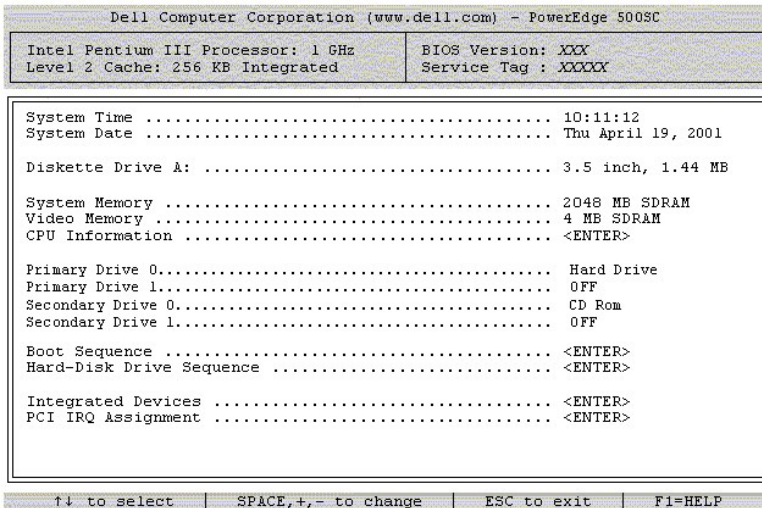 Dell Computer Corporation (www.dell.com) - PowerEdge 500SC
Intel Pentium III Processor: 1 GHz
Level 2 Cache: 256 KB Integrated
BIOS Version: XXX
Service Tag : XXXXX
System Time .......................................... 10:11:12
System Date .......................................... Thu April 19, 2001
Diskette Drive A: .................................... 3.5 inch, 1.44 MB
System Memory ........................................ 2048 MB SDRAM
Video Memory ......................................... 4 MB SDRAM
CPU Information ...................................... <ENTER>
Primary Drive 0......................................... Hard Drive
Primary Drive 1......................................... OFF
Secondary Drive 0....................................... CD Rom
Secondary Drive 1....................................... OFF
Boot Sequence ........................................ <ENTER>
Hard-Disk Drive Sequence ............................. <ENTER>
Integrated Devices ................................... <ENTER>
PCI IRQ Assignment ................................... <ENTER>
↑↓ to select | SPACE,+,- to change | ESC to exit | F1=HELP